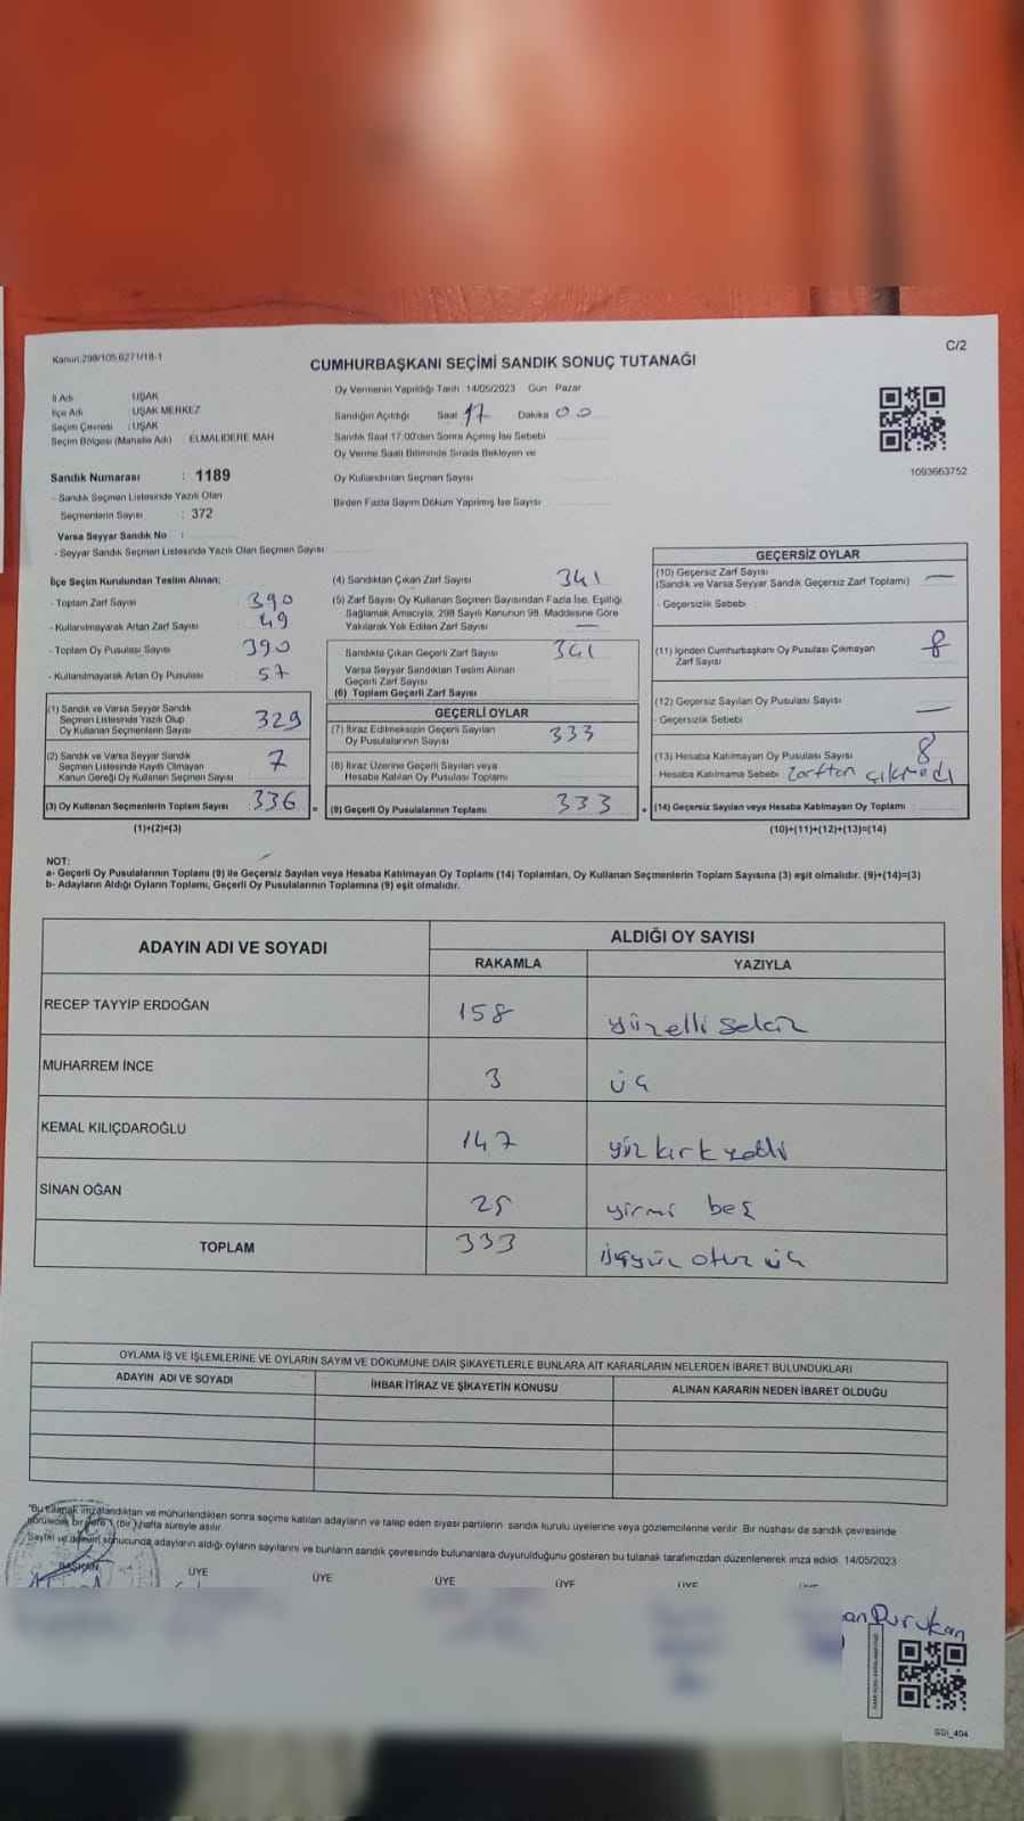 Kanun:298/105.6271/18-1
C/2
CUMHURBAŞKANI SEÇİMİ SANDIK SONUÇ TUTANAĞI
İl Adı UŞAK
İlçe Adı UŞAK MERKEZ
Seçim Çevresi : UŞAK
Seçim Bölgesi (Mahalle Adı) ELMALIDERE MAH
Sandık Numarası : 1189
- Sandık Seçmen Listesinde Yazılı Olan
Seçmenlerin Sayısı : 372
Varsa Seyyar Sandık No :
- Seyyar Sandık Seçmen Listesinde Yazılı Olan Seçmen Sayısı
Oy Vermenin Yapıldığı Tarih 14/05/2023 Gün Pazar
Sandığın Açıldığı Saat 17 Dakika 00
Sandık Saat 17:00'den Sonra Açılmış İse Sebebi
Oy Verme Saati Bitiminde Sırada Bekleyen ve
Oy Kullandırılan Seçmen Sayısı
Birden Fazla Sayım Döküm Yapılmış İse Sayısı
1093663752
İlçe Seçim Kurulundan Teslim Alınan;
- Toplam Zarf Sayısı 390
- Kullanılmayarak Artan Zarf Sayısı 49
- Toplam Oy Pusulası Sayısı 390
- Kullanılmayarak Artan Oy Pusulası 57
(1) Sandık ve Varsa Seyyar Sandık
Seçmen Listesinde Yazılı Olup
Oy Kullanan Seçmenlerin Sayısı 329
(2) Sandık ve Varsa Seyyar Sandık
Seçmen Listesinde Kayıtlı Olmayan
Kanun Gereği Oy Kullanan Seçmen Sayısı 7
(3) Oy Kullanan Seçmenlerin Toplam Sayısı 336
(1)+(2)=(3)
(4) Sandıktan Çıkan Zarf Sayısı 341
(5) Zarf Sayısı Oy Kullanan Seçmen Sayısından Fazla İse, Eşitliği
Sağlamak Amacıyla, 298 Sayılı Kanunun 98. Maddesine Göre
Yakılarak Yok Edilen Zarf Sayısı —
Sandıkta Çıkan Geçerli Zarf Sayısı 341
Varsa Seyyar Sandıktan Teslim Alınan
Geçerli Zarf Sayısı
(6) Toplam Geçerli Zarf Sayısı
GEÇERLİ OYLAR
(7) İtiraz Edilmeksizin Geçerli Sayılan
Oy Pusulalarının Sayısı 333
(8) İtiraz Üzerine Geçerli Sayılan veya
Hesaba Katılan Oy Pusulası Toplamı
(9) Geçerli Oy Pusulalarının Toplamı 333
GEÇERSİZ OYLAR
(10) Geçersiz Zarf Sayısı —
(Sandık ve Varsa Seyyar Sandık Geçersiz Zarf Toplamı)
- Geçersizlik Sebebi
(11) İçinden Cumhurbaşkanı Oy Pusulası Çıkmayan
Zarf Sayısı 8
(12) Geçersiz Sayılan Oy Pusulası Sayısı —
- Geçersizlik Sebebi
(13) Hesaba Katılmayan Oy Pusulası Sayısı 8
Hesaba Katılmama Sebebi Zarftan çıkmadı
(14) Geçersiz Sayılan veya Hesaba Katılmayan Oy Toplamı
(10)+(11)+(12)+(13)=(14)
NOT:
a- Geçerli Oy Pusulalarının Toplamı (9) ile Geçersiz Sayılan veya Hesaba Katılmayan Oy Toplamı (14) Toplamları, Oy Kullanan Seçmenlerin Toplam Sayısına (3) eşit olmalıdır. (9)+(14)=(3)
b- Adayların Aldığı Oyların Toplamı, Geçerli Oy Pusulalarının Toplamına (9) eşit olmalıdır.
ADAYIN ADI VE SOYADI ALDIĞI OY SAYISI
RAKAMLA YAZIYLA
RECEP TAYYİP ERDOĞAN 158 yüzelli sekiz
MUHARREM İNCE 3 üç
KEMAL KILIÇDAROĞLU 147 yüz kırk yedi
SİNAN OĞAN 25 yirmi beş
TOPLAM 333 üçyüz otuz üç
OYLAMA İŞ VE İŞLEMLERİNE VE OYLARIN SAYIM VE DÖKÜMÜNE DAİR ŞİKAYETLERLE BUNLARA AİT KARARLARIN NELERDEN İBARET BULUNDUKLARI
ADAYIN ADI VE SOYADI İHBAR İTİRAZ VE ŞİKAYETİN KONUSU ALINAN KARARIN NEDEN İBARET OLDUĞU
"Bu tutanak imzalandıktan ve mühürlendikten sonra seçime katılan adayların ve talep eden siyasi partilerin sandık kurulu üyelerine veya gözlemcilerine verilir. Bir nüshası da sandık çevresinde
görülecek bir yere 1 (bir) hafta süreyle asılır.
Sayım ve döküm sonucunda adayların aldığı oyların sayılarını ve bunların sandık çevresinde bulunanlara duyurulduğunu gösteren bu tutanak tarafımızdan düzenlenerek imza edildi. 14/05/2023
BAŞKAN ÜYE ÜYE ÜYE ÜYE ÜYE
Durukan